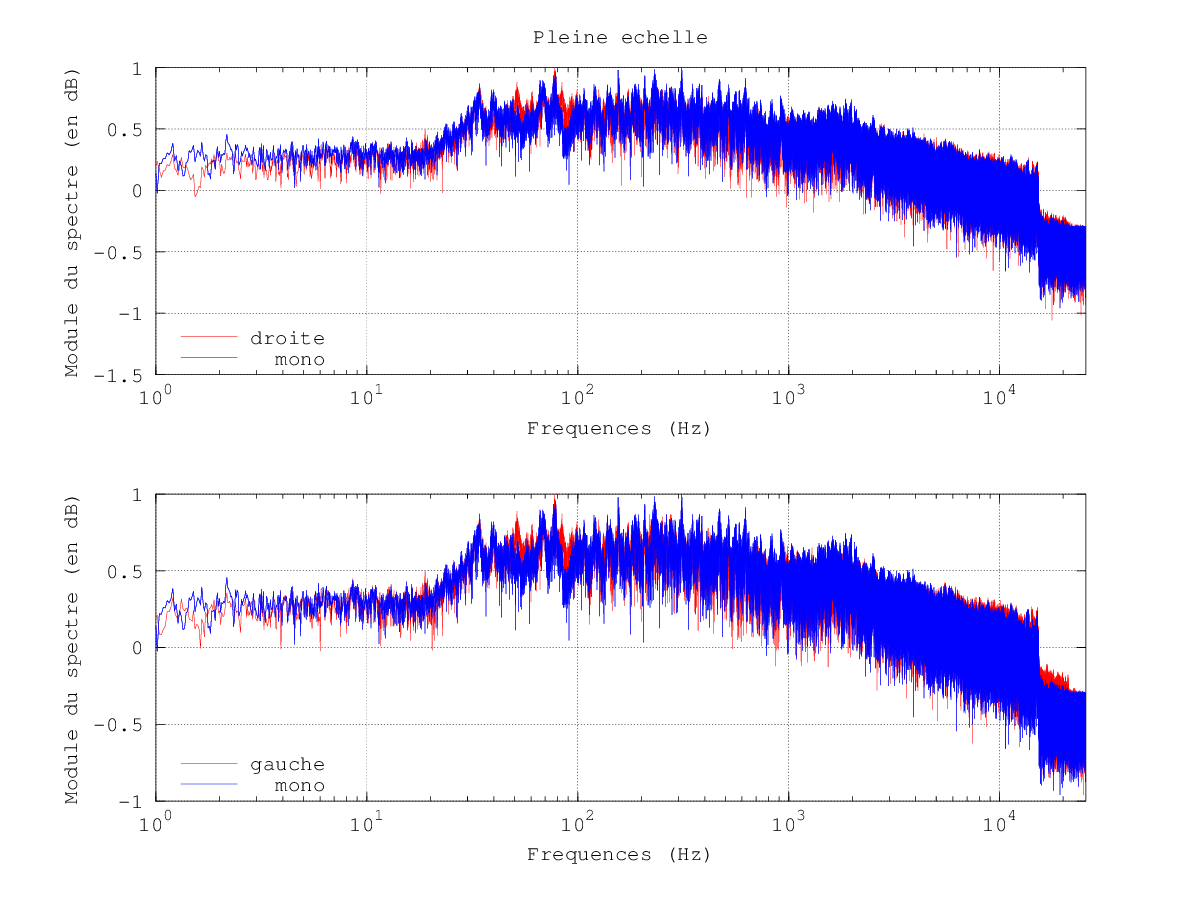 Pleine echelle
Module du spectre (en dB)
1
0.5
0
-0.5
-1
-1.5
droite
mono
10^0 10^1 10^2 10^3 10^4
Frequences (Hz)
Module du spectre (en dB)
1
0.5
0
-0.5
-1
gauche
mono
10^0 10^1 10^2 10^3 10^4
Frequences (Hz)